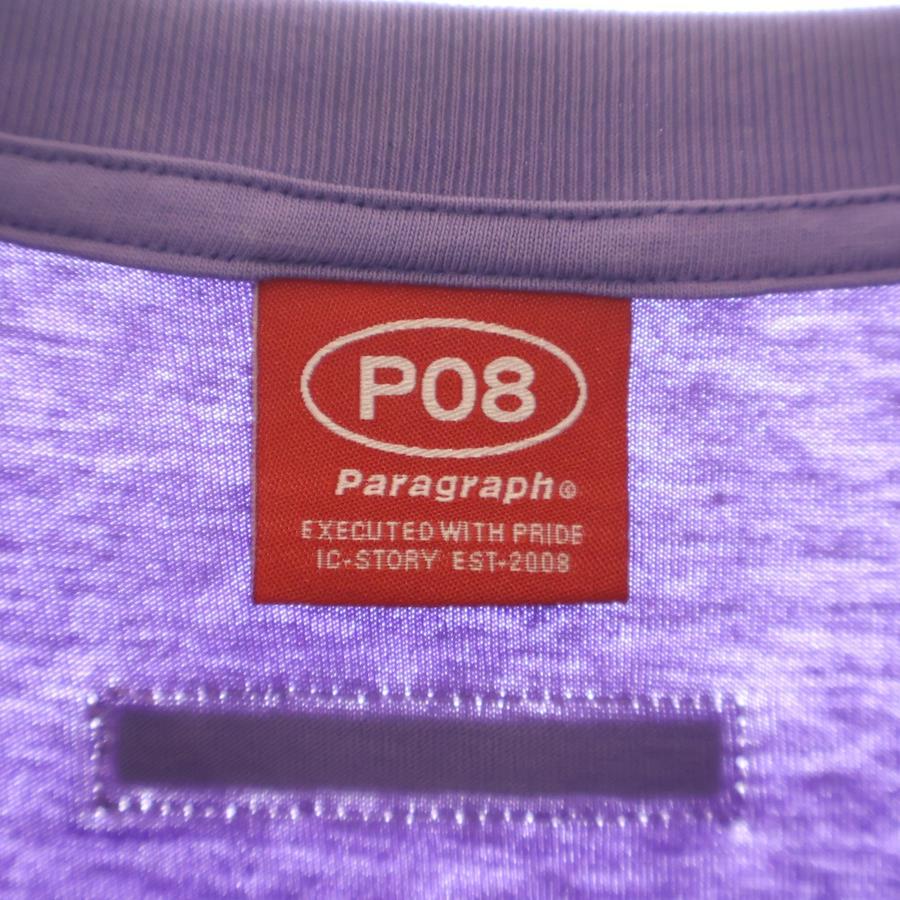 P08
Paragraph®
EXECUTED WITH PRIDE
IC-STORY EST-2008